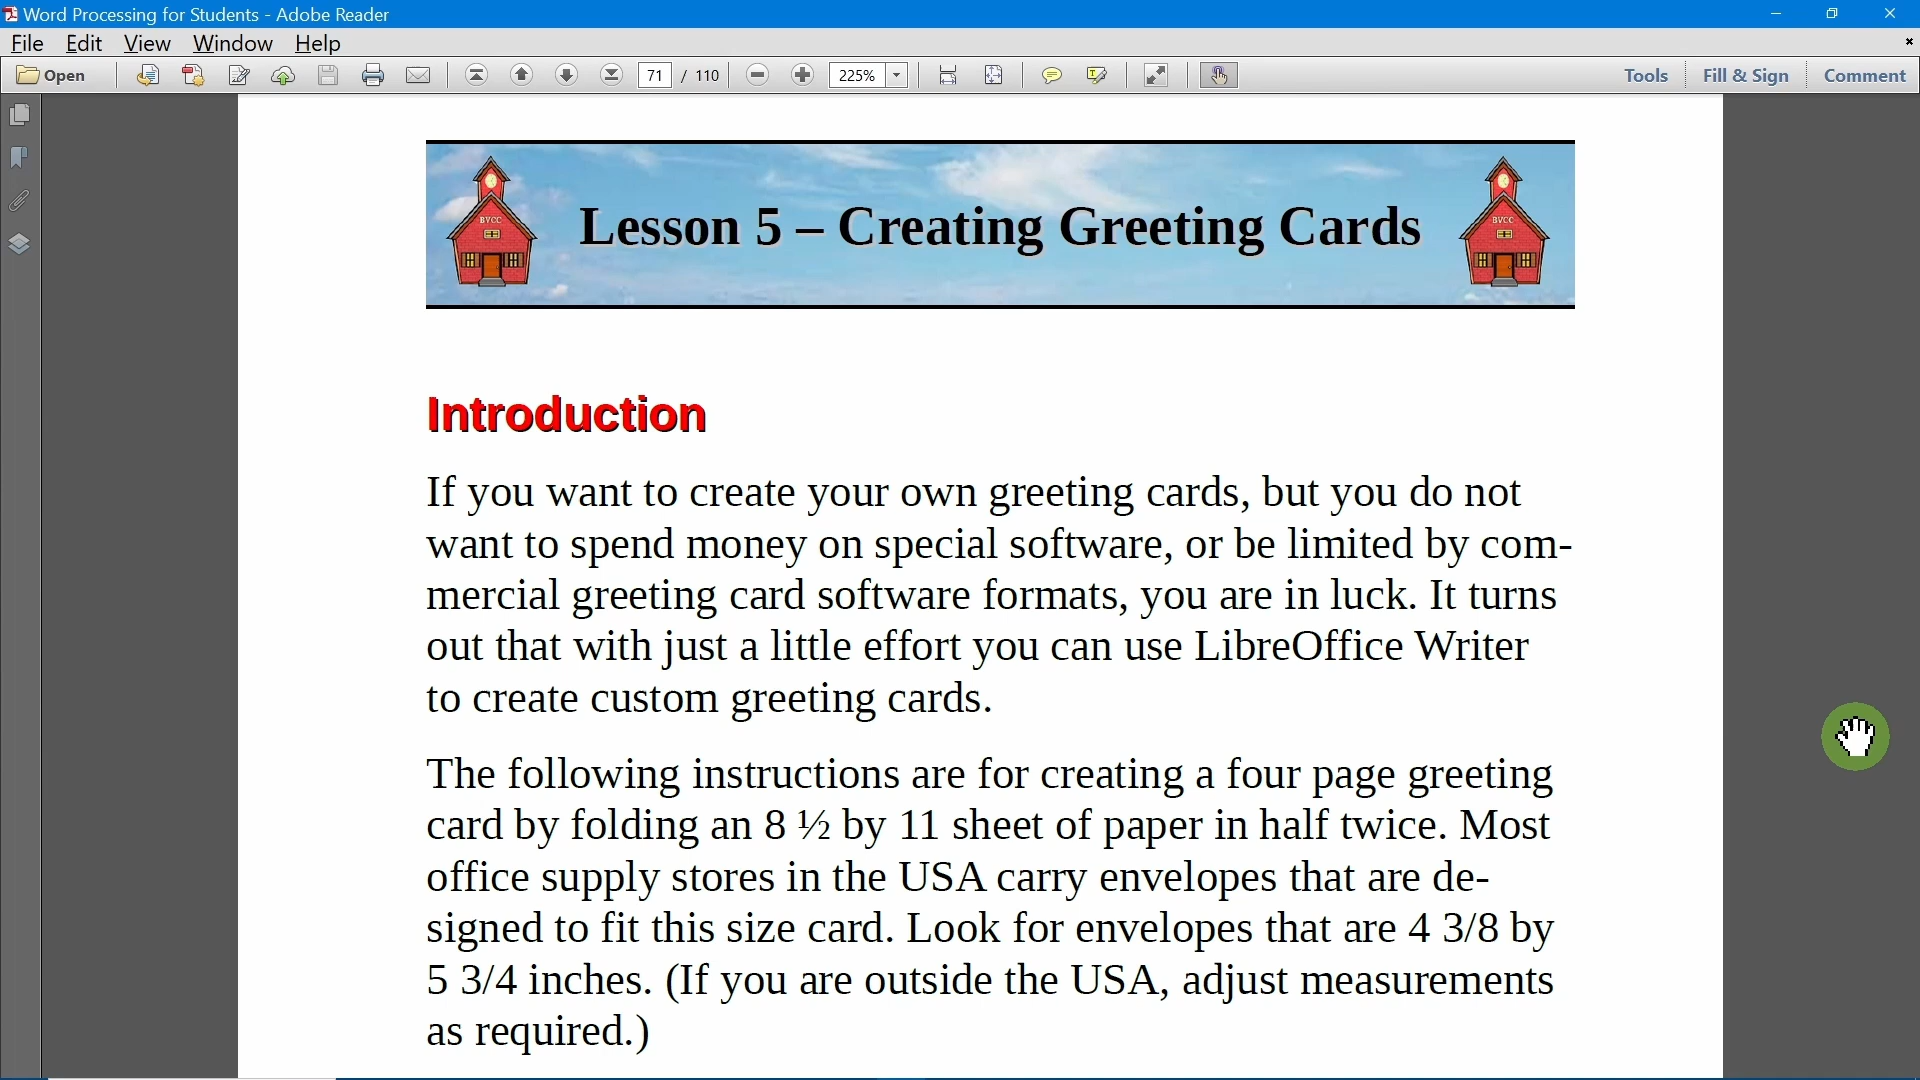 Word Processing for Students - Adobe Reader
File Edit View Window Help
Open 71 / 110 225% Tools Fill & Sign Comment
BVCC Lesson 5 – Creating Greeting Cards BVCC
Introduction
If you want to create your own greeting cards, but you do not
want to spend money on special software, or be limited by com-
mercial greeting card software formats, you are in luck. It turns
out that with just a little effort you can use LibreOffice Writer
to create custom greeting cards.
The following instructions are for creating a four page greeting
card by folding an 8 ½ by 11 sheet of paper in half twice. Most
office supply stores in the USA carry envelopes that are de-
signed to fit this size card. Look for envelopes that are 4 3/8 by
5 3/4 inches. (If you are outside the USA, adjust measurements
as required.)